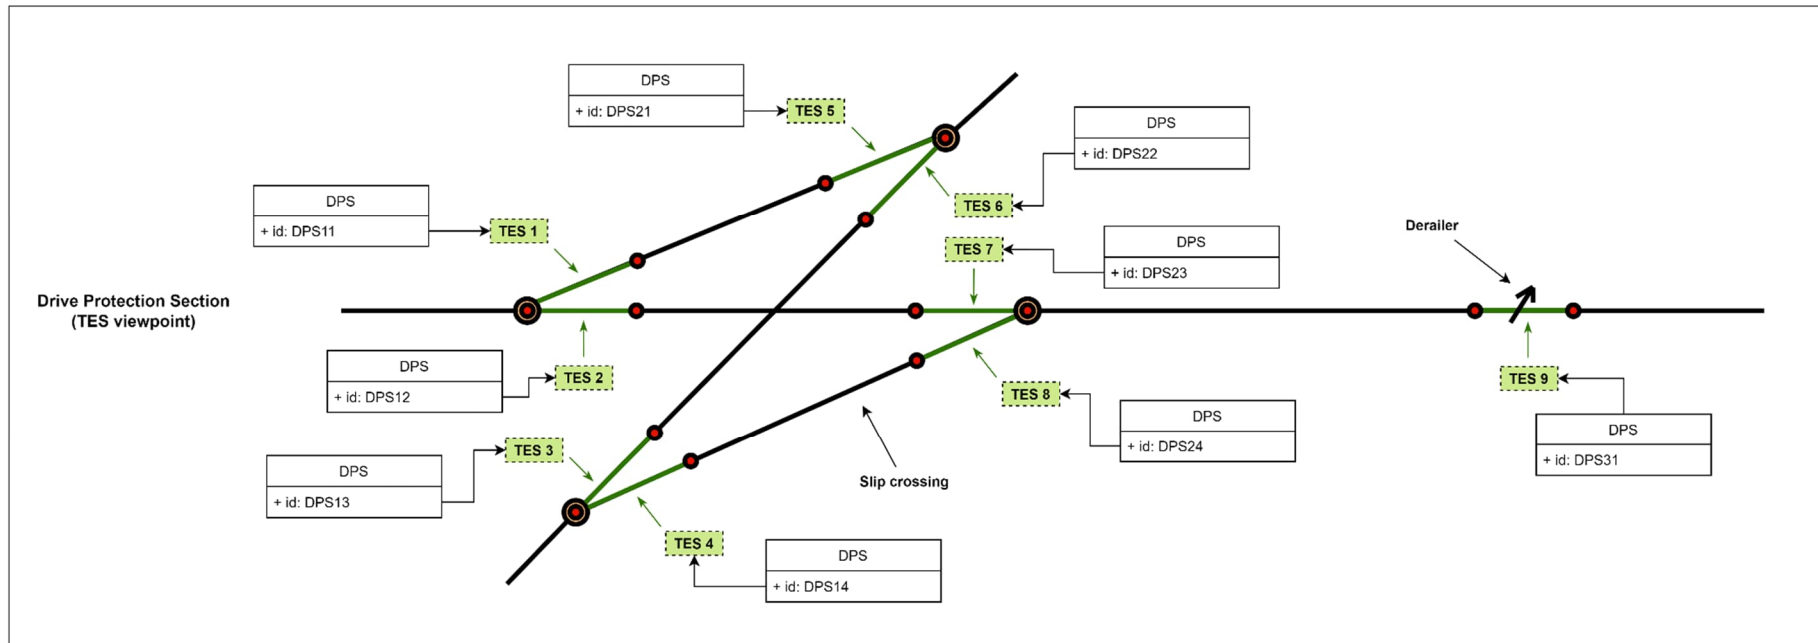 DPS
+ id: DPS21
TES 5
DPS
+ id: DPS22
DPS
+ id: DPS11
TES 1
TES 6
Derailer
TES 7
DPS
+ id: DPS23
Drive Protection Section
(TES viewpoint)
DPS
+ id: DPS12
TES 2
TES 8
TES 9
DPS
+ id: DPS24
DPS
+ id: DPS31
TES 3
DPS
+ id: DPS13
Slip crossing
TES 4
DPS
+ id: DPS14